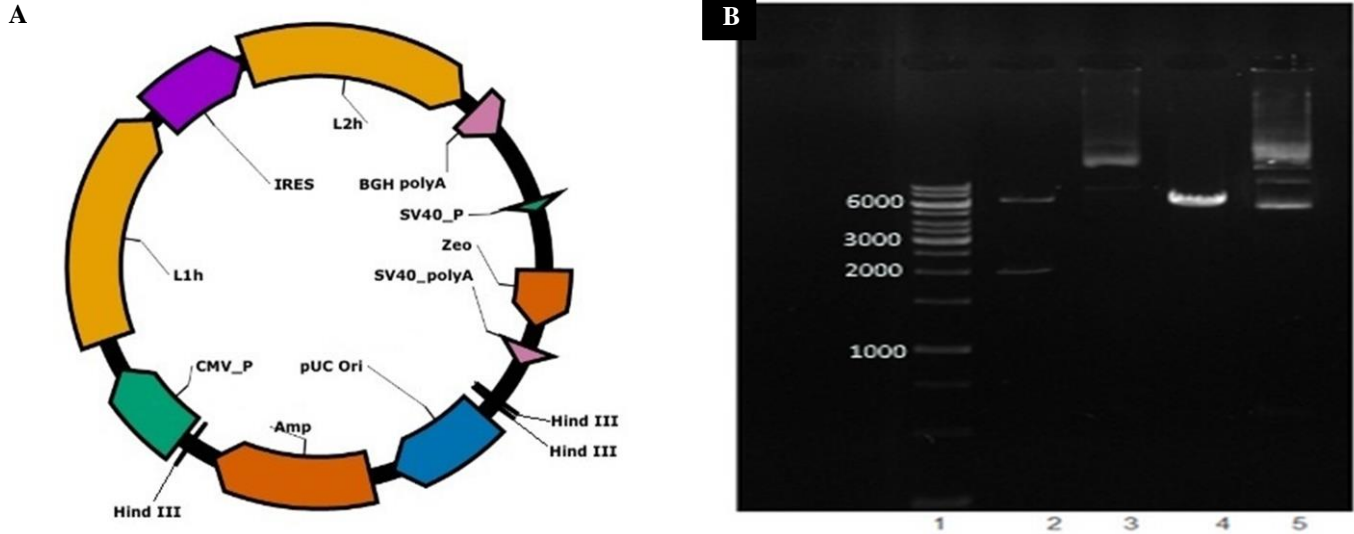 A
L2h
IRES
BGH polyA
SV40_P
Zeo
SV40_polyA
L1h
CMV_P
pUC Ori
Amp
Hind III
Hind III
Hind III
B
6000
3000
2000
1000
1 2 3 4 5